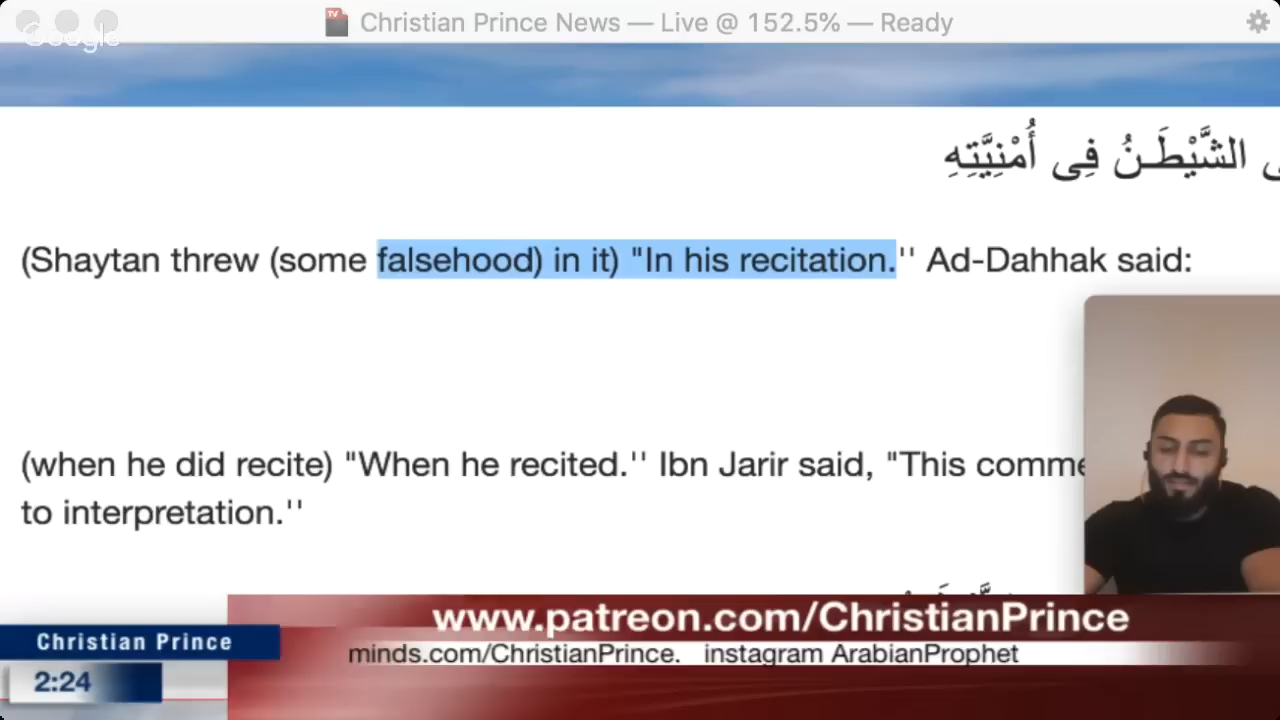 Christian Prince News — Live @ 152.5% — Ready
Google
الشَّيْطَـنُ فِى أُمْنِيَّتِهِ
(Shaytan threw (some falsehood) in it) "In his recitation.'' Ad-Dahhak said:
(when he did recite) "When he recited.'' Ibn Jarir said, "This comme
to interpretation.''
www.patreon.com/ChristianPrince
Christian Prince
minds.com/ChristianPrince. instagram ArabianProphet
2:24